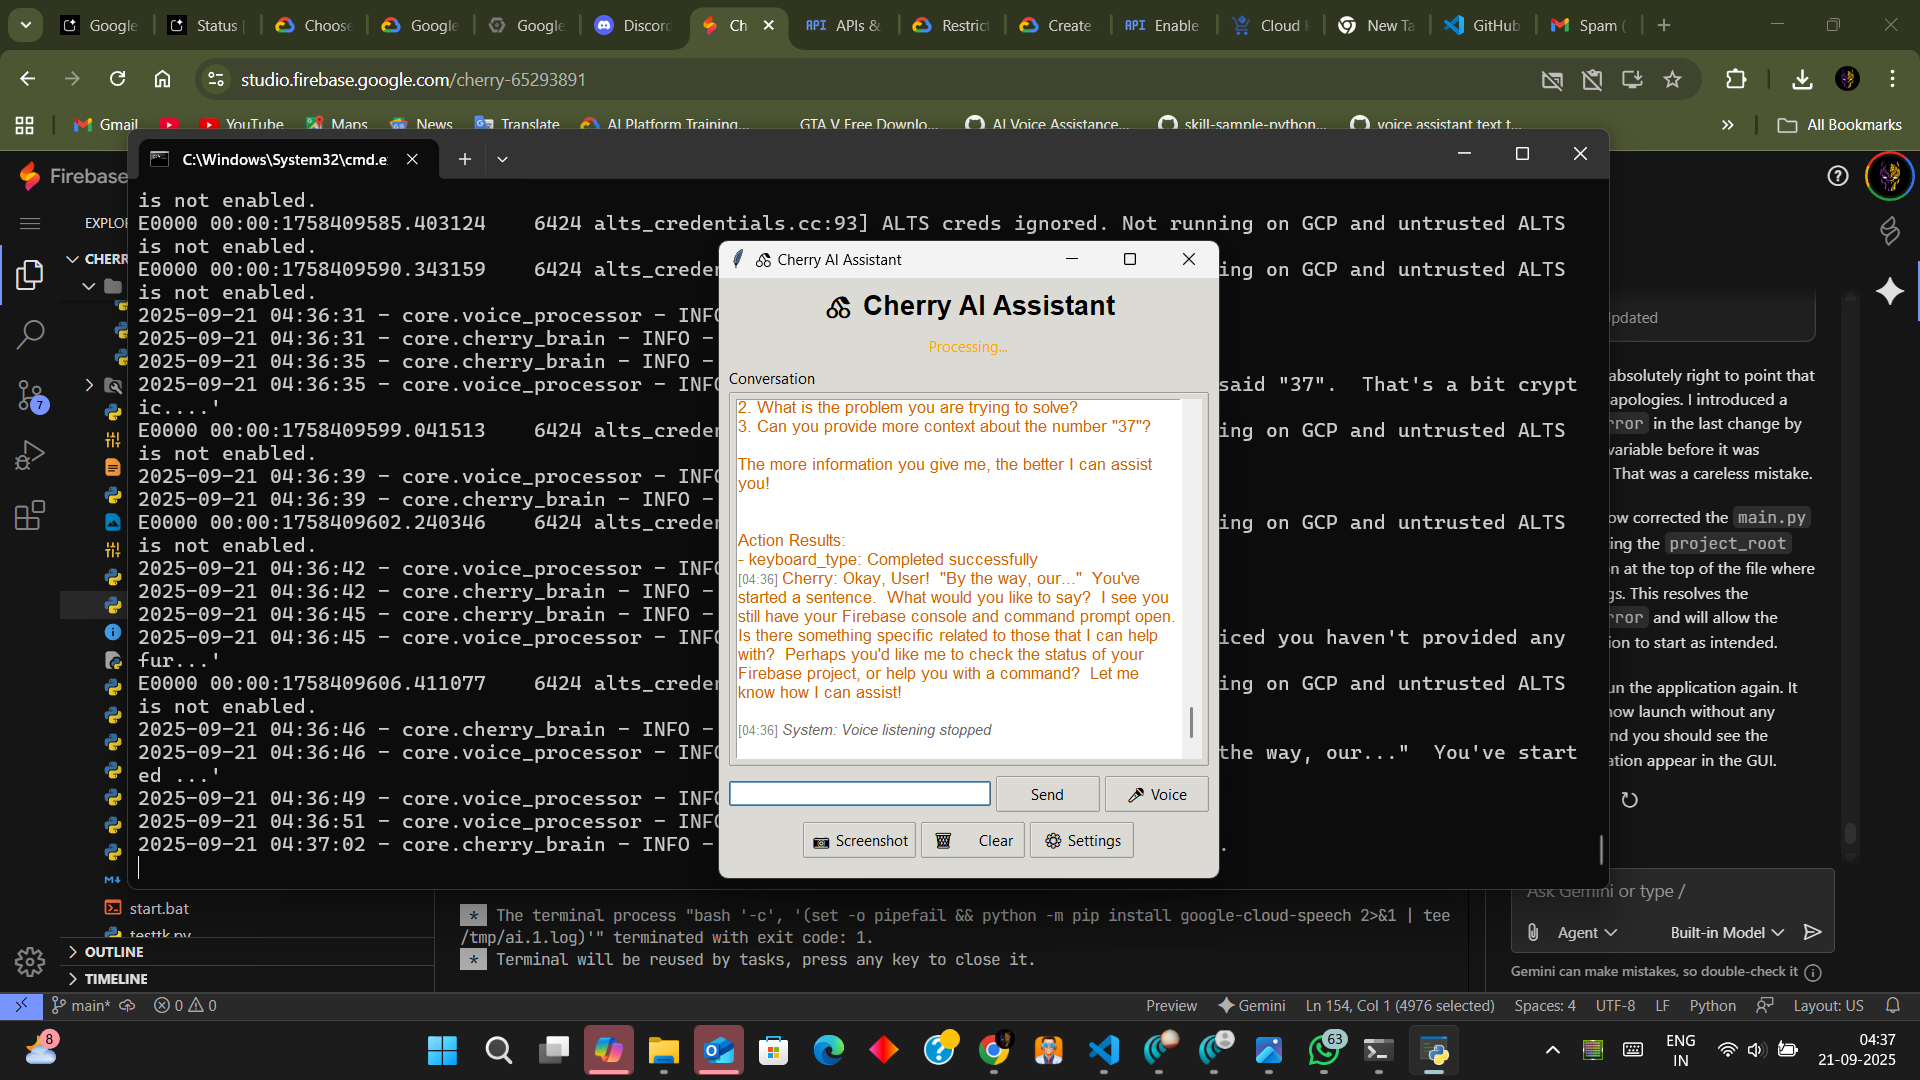 Google
Status
Choose
Google
Google
Discord
Ch
API APIs &
Restric
Create
API Enable
Cloud
New Ta
GitHub
Spam (
studio.firebase.google.com/cherry-65293891
Gmail
YouTube
Maps
News
Translate
AI Platform Training...
GTA V Free Downlo...
AI Voice Assistance...
skill-sample-python...
voice assistant text t...
All Bookmarks
Firebase
EXPLOR
CHERR
7
start.bat
testtk.py
OUTLINE
TIMELINE
C:\Windows\System32\cmd.e
is not enabled.
E0000 00:00:1758409585.403124    6424 alts_credentials.cc:93] ALTS creds ignored. Not running on GCP and untrusted ALTS
is not enabled.
E0000 00:00:1758409590.343159    6424 alts_creder
ing on GCP and untrusted ALTS
is not enabled.
2025-09-21 04:36:31 - core.voice_processor - INFO
2025-09-21 04:36:31 - core.cherry_brain - INFO -
2025-09-21 04:36:35 - core.cherry_brain - INFO -
2025-09-21 04:36:35 - core.voice_processor - INFO
said "37".  That's a bit crypt
ic....'
E0000 00:00:1758409599.041513    6424 alts_creder
ing on GCP and untrusted ALTS
is not enabled.
2025-09-21 04:36:39 - core.voice_processor - INFO
2025-09-21 04:36:39 - core.cherry_brain - INFO -
E0000 00:00:1758409602.240346    6424 alts_creder
ing on GCP and untrusted ALTS
is not enabled.
2025-09-21 04:36:42 - core.voice_processor - INFO
2025-09-21 04:36:42 - core.cherry_brain - INFO -
2025-09-21 04:36:45 - core.cherry_brain - INFO -
2025-09-21 04:36:45 - core.voice_processor - INFO
iced you haven't provided any
fur...'
E0000 00:00:1758409606.411077    6424 alts_creder
ing on GCP and untrusted ALTS
is not enabled.
2025-09-21 04:36:46 - core.cherry_brain - INFO -
2025-09-21 04:36:46 - core.voice_processor - INFO
the way, our..."  You've start
ed ...'
2025-09-21 04:36:49 - core.voice_processor - INFO
2025-09-21 04:36:51 - core.voice_processor - INFO
2025-09-21 04:37:02 - core.cherry_brain - INFO -
.
Cherry AI Assistant
Cherry AI Assistant
Processing...
Conversation
2. What is the problem you are trying to solve?
3. Can you provide more context about the number "37"?
The more information you give me, the better I can assist
you!
Action Results:
- keyboard_type: Completed successfully
[04:36] Cherry: Okay, User!  "By the way, our..."  You've
started a sentence.  What would you like to say?  I see you
still have your Firebase console and command prompt open.
Is there something specific related to those that I can help
with?  Perhaps you'd like me to check the status of your
Firebase project, or help you with a command?  Let me
know how I can assist!
[04:36] System: Voice listening stopped
Send
Voice
Screenshot
Clear
Settings
pdated
absolutely right to point that
apologies. I introduced a
rror in the last change by
variable before it was
That was a careless mistake.
ow corrected the main.py
ing the project_root
n at the top of the file where
gs. This resolves the
rror and will allow the
ion to start as intended.
un the application again. It
now launch without any
nd you should see the
ation appear in the GUI.
Ask Gemini or type /
Agent
Built-in Model
Gemini can make mistakes, so double-check it
* The terminal process "bash '-c', '(set -o pipefail && python -m pip install google-cloud-speech 2>&1 | tee
/tmp/ai.1.log)'" terminated with exit code: 1.
* Terminal will be reused by tasks, press any key to close it.
main*
0
0
Preview
Gemini
Ln 154, Col 1 (4976 selected)
Spaces: 4
UTF-8
LF
Python
Layout: US
8
63
ENG
IN
04:37
21-09-2025